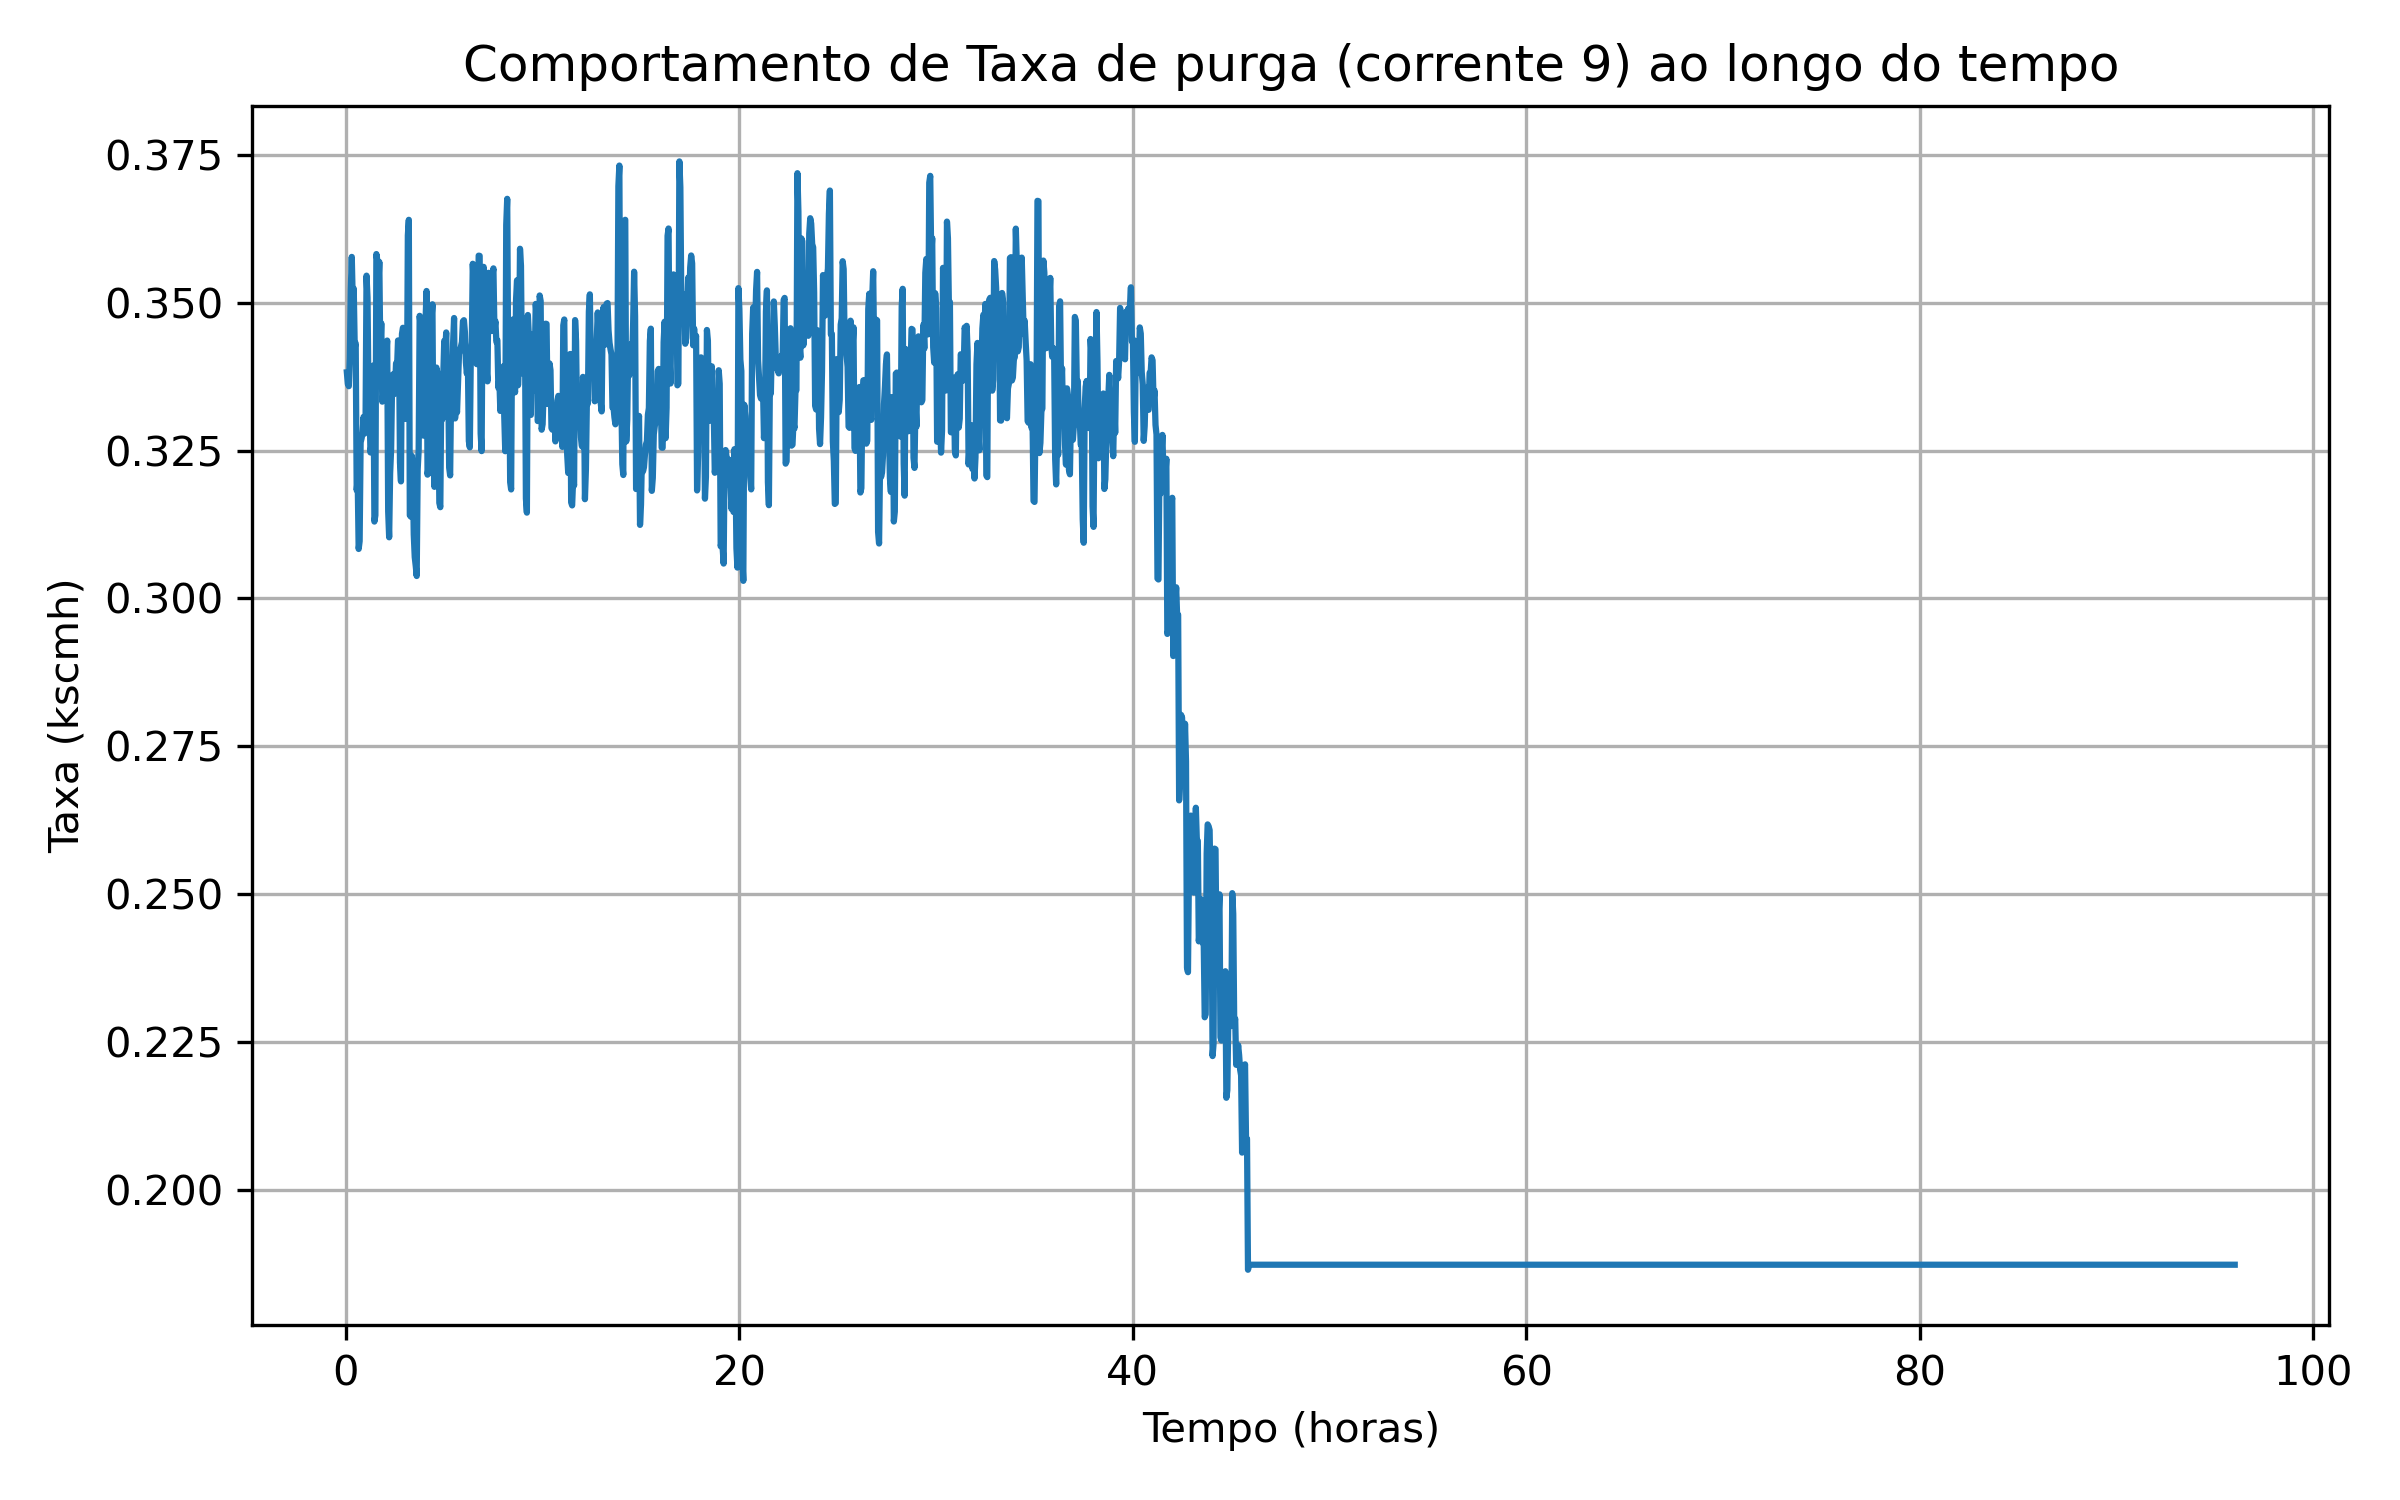 Comportamento de Taxa de purga (corrente 9) ao longo do tempo
0.375
0.350
0.325
0.300
0.275
0.250
0.225
0.200
Taxa (kscmh)
0 20 40 60 80 100
Tempo (horas)